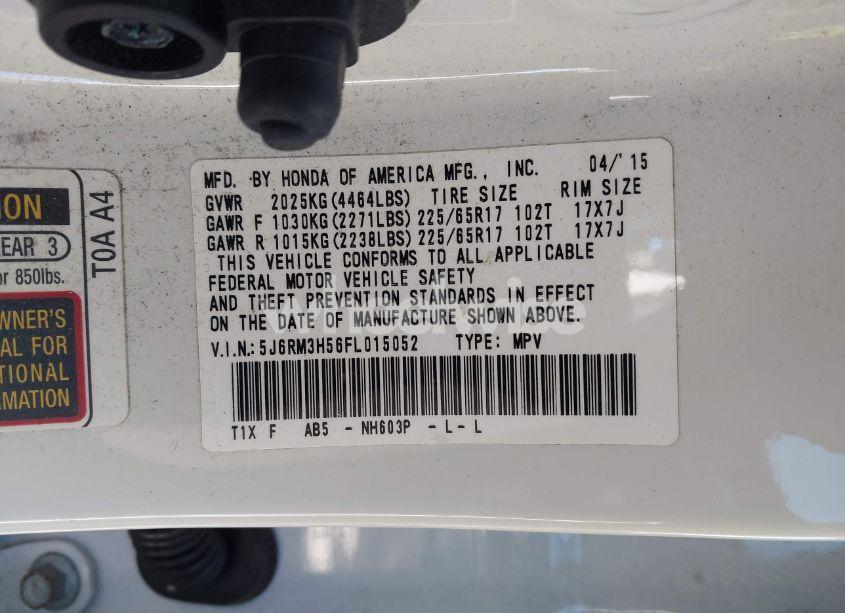 ION
EAR 3
or 850lbs.
WNER'S
AL FOR
TIONAL
RMATION
T0A A4
MFD. BY HONDA OF AMERICA MFG., INC. 04/'15
GVWR 2025KG(4464LBS) TIRE SIZE RIM SIZE
GAWR F 1030KG(2271LBS) 225/65R17 102T 17X7J
GAWR R 1015KG(2238LBS) 225/65R17 102T 17X7J
THIS VEHICLE CONFORMS TO ALL APPLICABLE
FEDERAL MOTOR VEHICLE SAFETY
AND THEFT PREVENTION STANDARDS IN EFFECT
ON THE DATE OF MANUFACTURE SHOWN ABOVE.
V.I.N.: 5J6RM3H56FL015052 TYPE: MPV
T1X F AB5 - NH603P - L - L